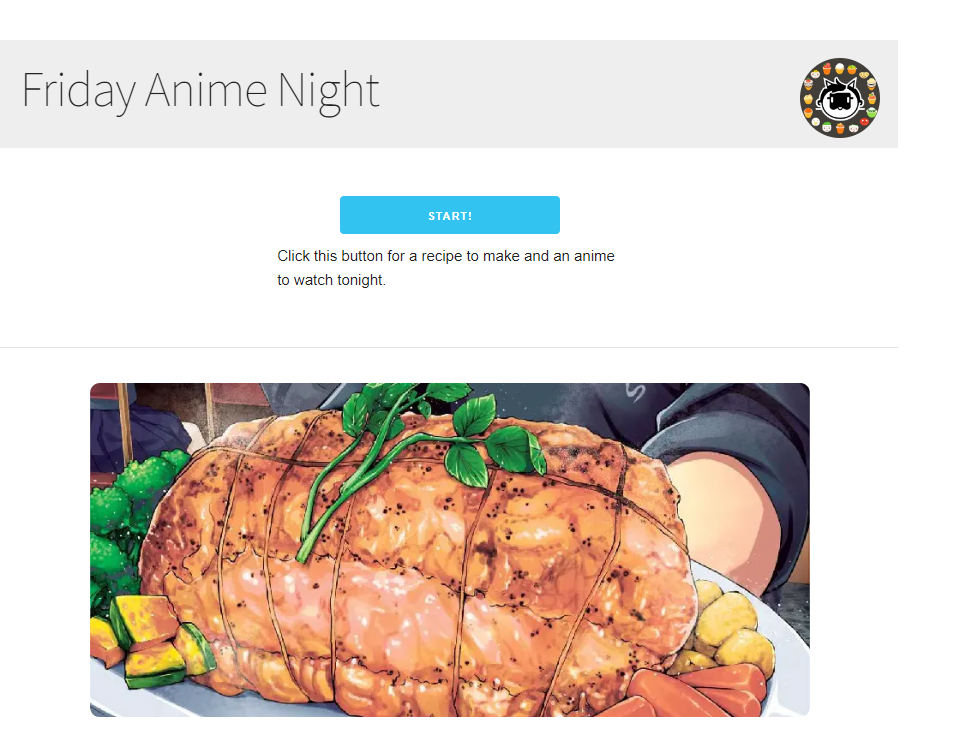 Friday Anime Night
START!
Click this button for a recipe to make and an anime
to watch tonight.